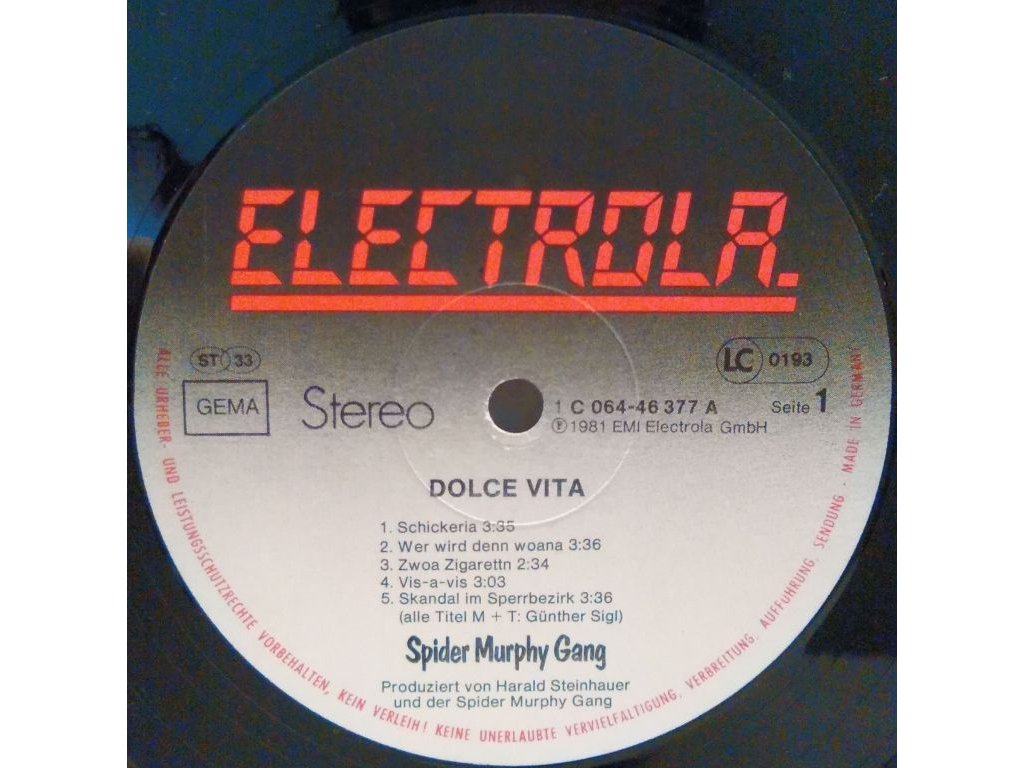 ELECTROLA.
ST 33
LC 0193
GEMA
Stereo
1 C 064-46 377 A
Seite 1
℗1981 EMI Electrola GmbH
DOLCE VITA
1. Schickeria 3:35
2. Wer wird denn woana 3:36
3. Zwoa Zigarettn 2:34
4. Vis-a-vis 3:03
5. Skandal im Sperrbezirk 3:36
(alle Titel M + T: Günther Sigl)
Spider Murphy Gang
Produziert von Harald Steinhauer
und der Spider Murphy Gang
ALLE URHEBER- UND LEISTUNGSSCHUTZRECHTE VORBEHALTEN, KEIN VERLEIH! KEINE UNERLAUBTE VERVIELFÄLTIGUNG, VERBREITUNG, AUFFÜHRUNG, SENDUNG · MADE IN GERMANY